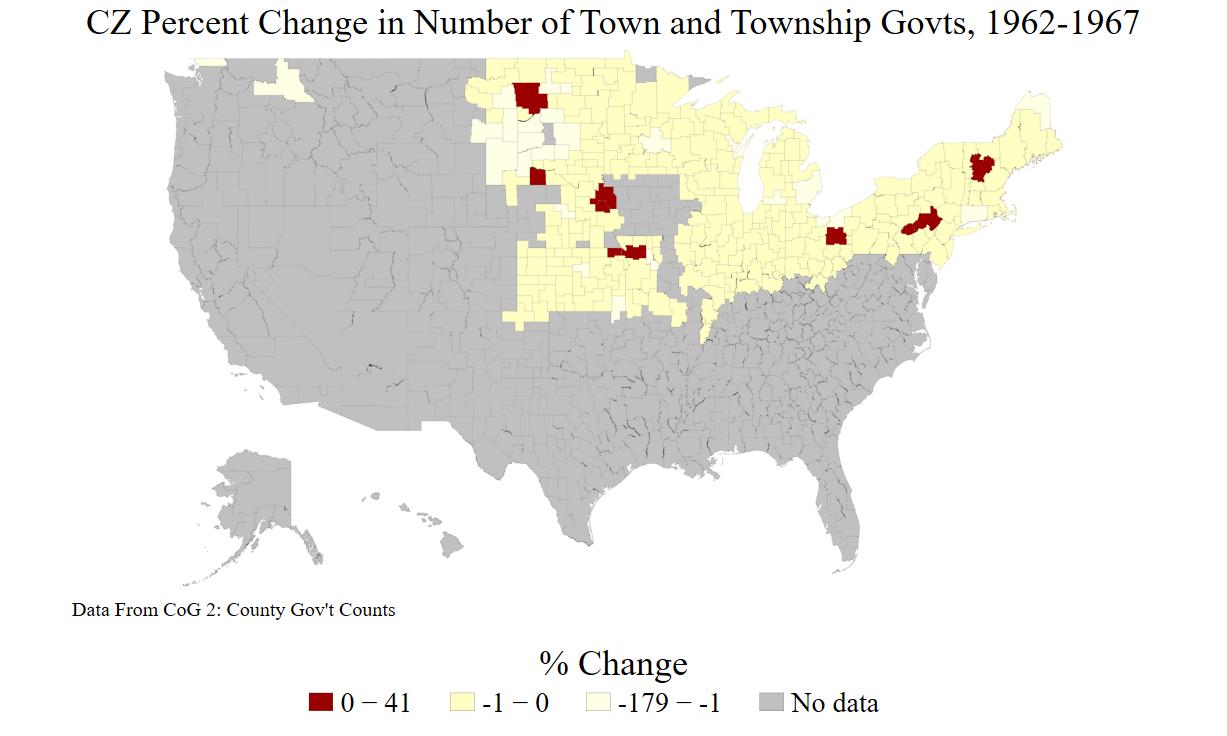 CZ Percent Change in Number of Town and Township Govts, 1962-1967
Data From CoG 2: County Gov't Counts
% Change
0 − 41 -1 − 0 -179 − -1 No data